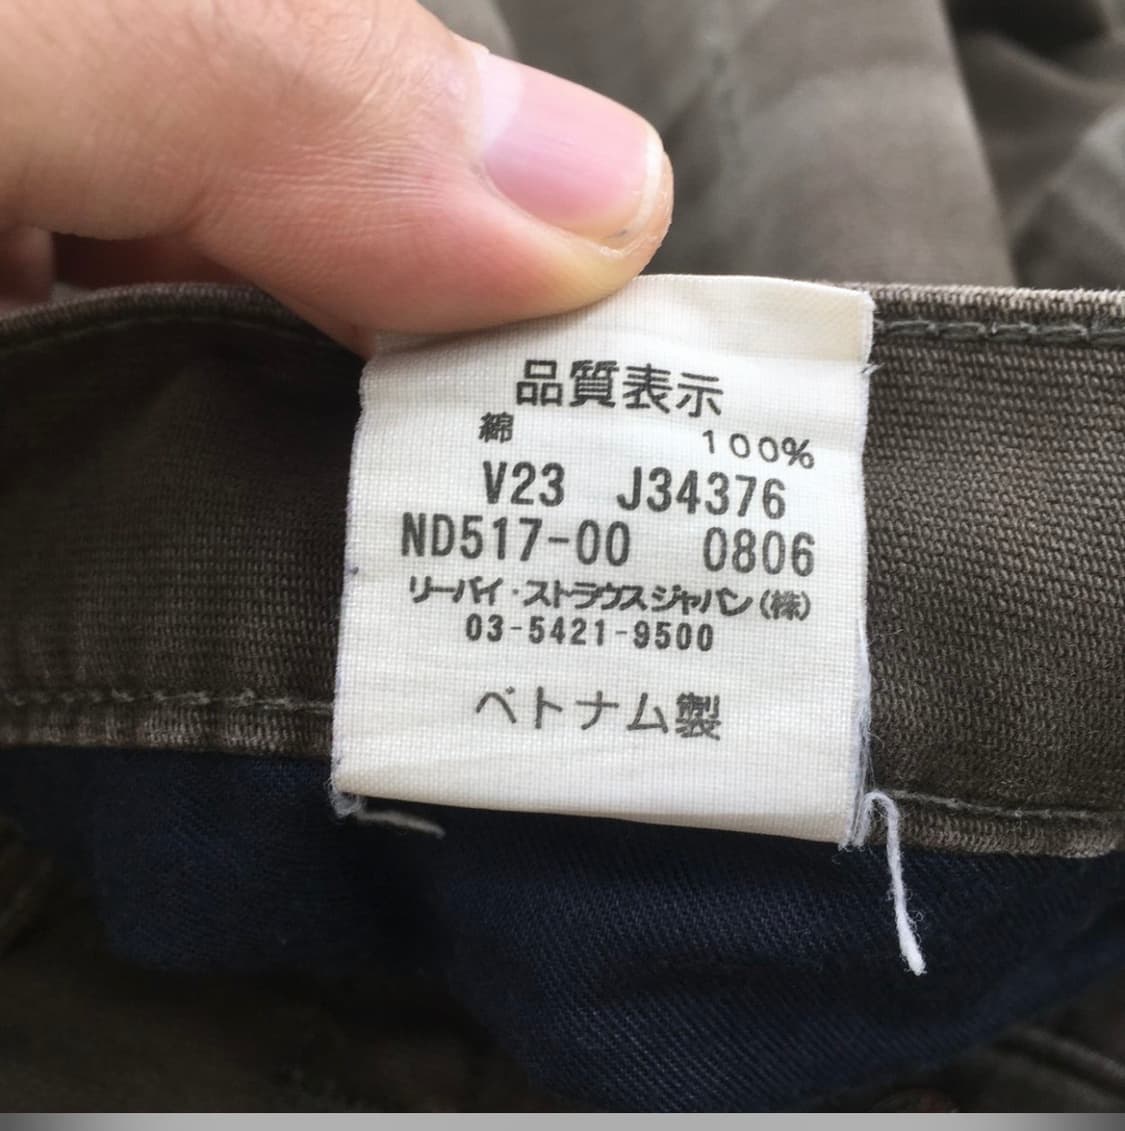 品質表示
綿 100%
V23 J34376
ND517-00 0806
リーバイ・ストラウスジャパン(株)
03-5421-9500
ベトナム製